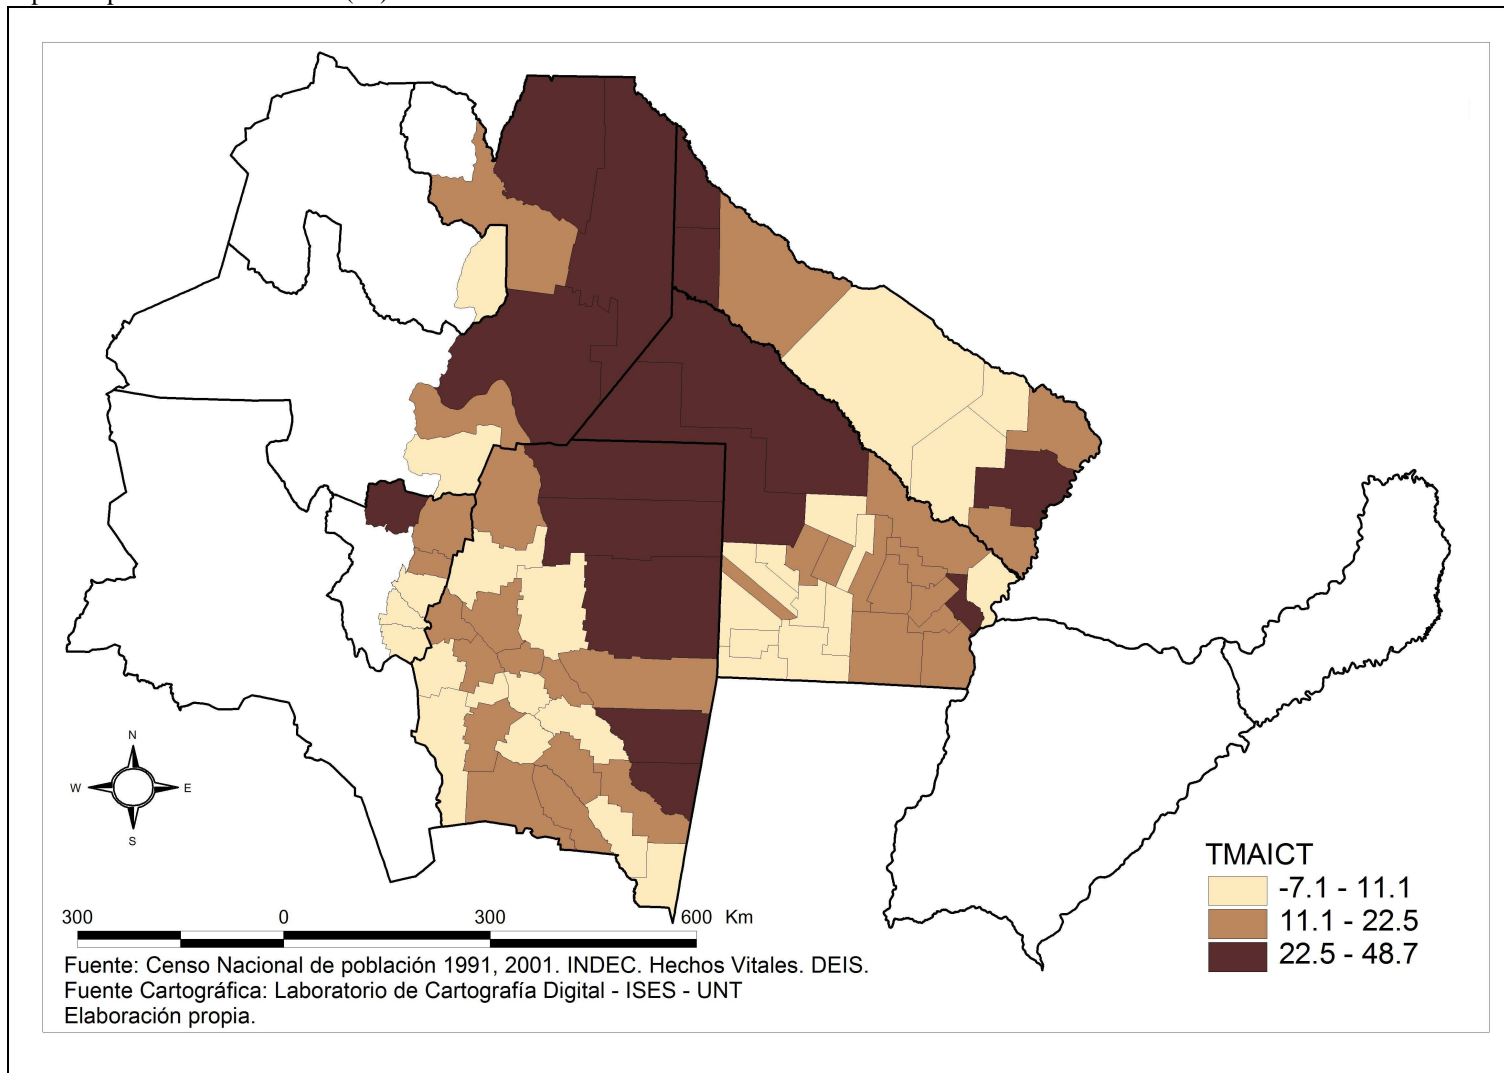 N
W
E
S
TMAICT
-7.1 - 11.1
11.1 - 22.5
22.5 - 48.7
300 0 300 600 Km
Fuente: Censo Nacional de población 1991, 2001. INDEC. Hechos Vitales. DEIS.
Fuente Cartográfica: Laboratorio de Cartografía Digital - ISES - UNT
Elaboración propia.